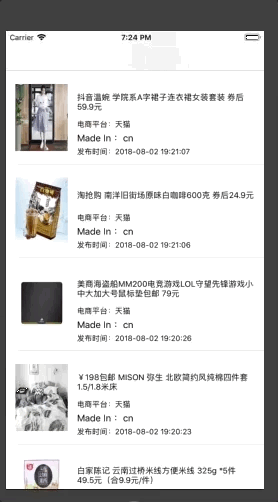 Carrier 7:24 PM
抖音温婉 学院系A字裙子连衣裙女装套装 券后
59.9元
电商平台：天猫
Made In： cn
发布时间：2018-08-02 19:21:07
淘抢购 南洋旧街场原味白咖啡600克 券后24.9元
电商平台：天猫
Made In： cn
发布时间：2018-08-02 19:21:06
美商海盗船MM200电竞游戏LOL守望先锋游戏小
中大加大号鼠标垫包邮 79元
电商平台：天猫
Made In： cn
发布时间：2018-08-02 19:20:26
￥198包邮 MISON 弥生 北欧简约风纯棉四件套
1.5/1.8米床
电商平台：天猫
Made In： cn
发布时间：2018-08-02 19:20:23
白家陈记 云南过桥米线方便米线 325g *5件
49.5元（合9.9元/件）